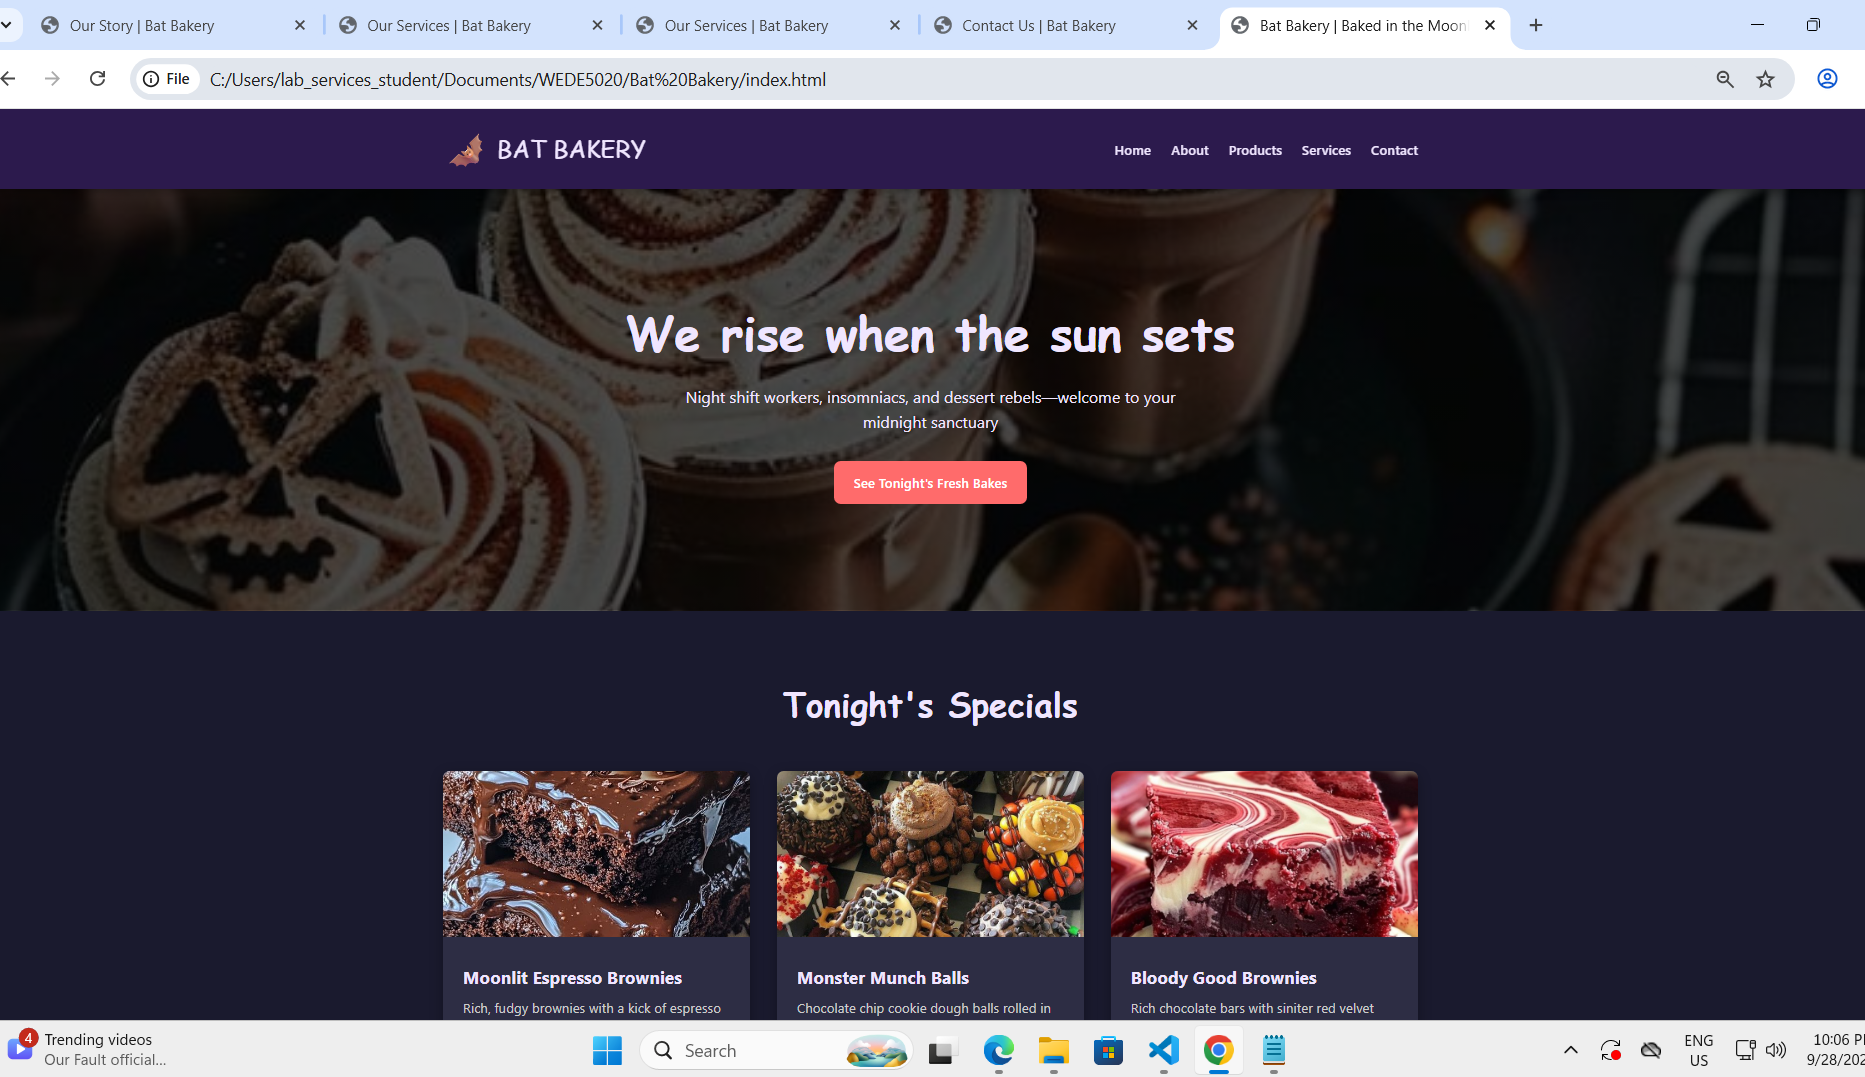 Our Story | Bat Bakery
Our Services | Bat Bakery
Our Services | Bat Bakery
Contact Us | Bat Bakery
Bat Bakery | Baked in the Moon
File
C:/Users/lab_services_student/Documents/WEDE5020/Bat%20Bakery/index.html
BAT BAKERY
Home
About
Products
Services
Contact
We rise when the sun sets
Night shift workers, insomniacs, and dessert rebels—welcome to your
midnight sanctuary
See Tonight's Fresh Bakes
Tonight's Specials
Moonlit Espresso Brownies
Rich, fudgy brownies with a kick of espresso
Monster Munch Balls
Chocolate chip cookie dough balls rolled in
Bloody Good Brownies
Rich chocolate bars with siniter red velvet
4
Trending videos
Our Fault official...
Search
ENG
US
10:06 P
9/28/202